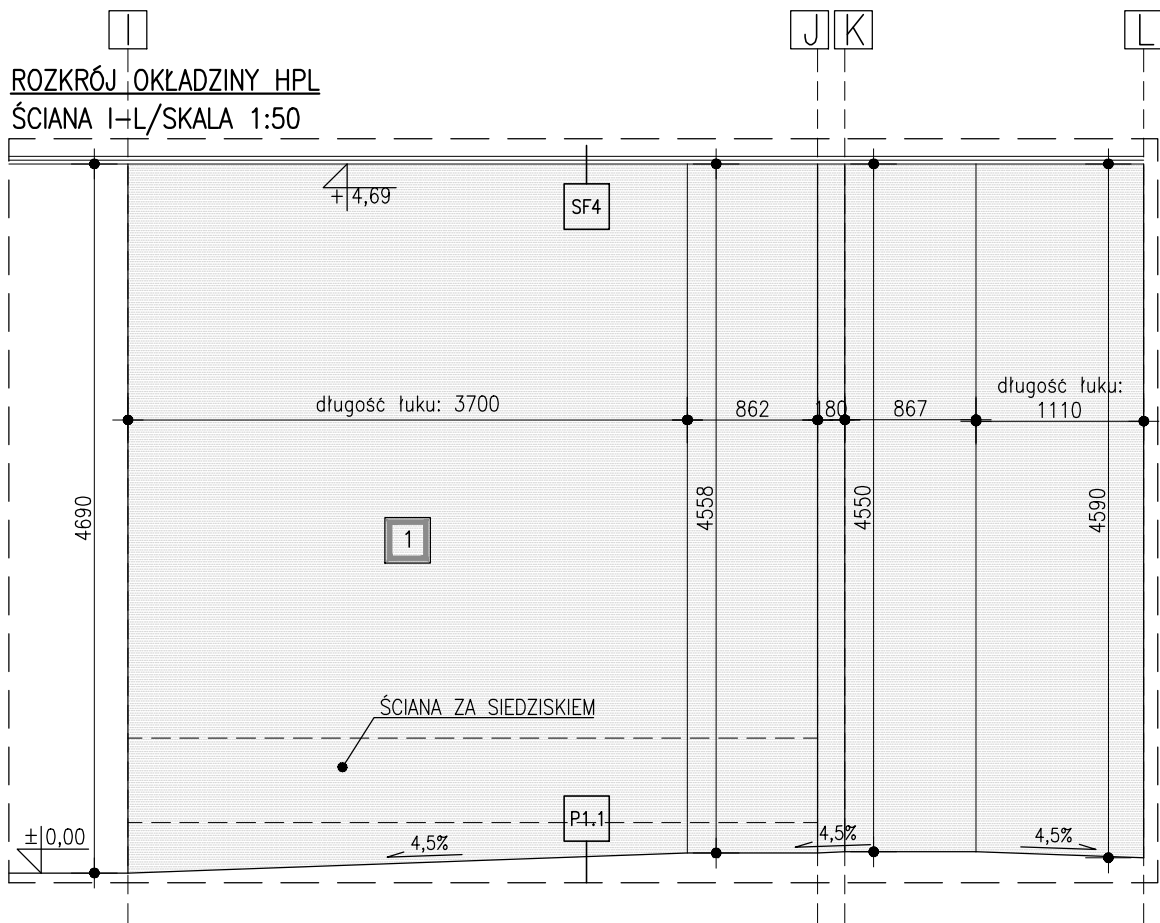 I
J
K
L
ROZKRÓJ OKŁADZINY HPL
ŚCIANA I-L/SKALA 1:50
+ 4,69
SF4
długość łuku: 3700
862
180
867
długość łuku:
1110
4690
4558
4550
4590
1
ŚCIANA ZA SIEDZISKIEM
P1.1
±0,00
4,5%
4,5%
4,5%